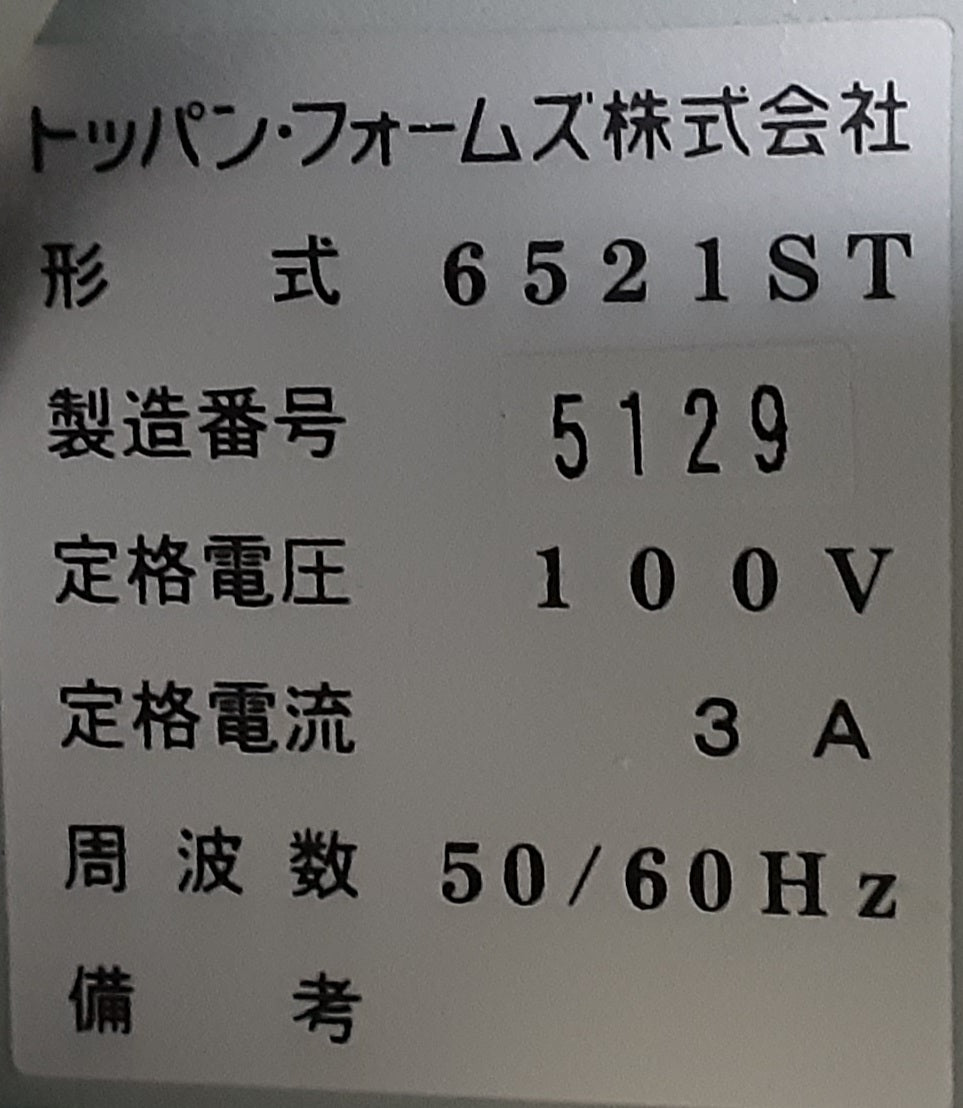 トッパン・フォームズ株式会社
形式 6521ST
製造番号 5129
定格電圧 100V
定格電流 3A
周波数 50/60Hz
備考